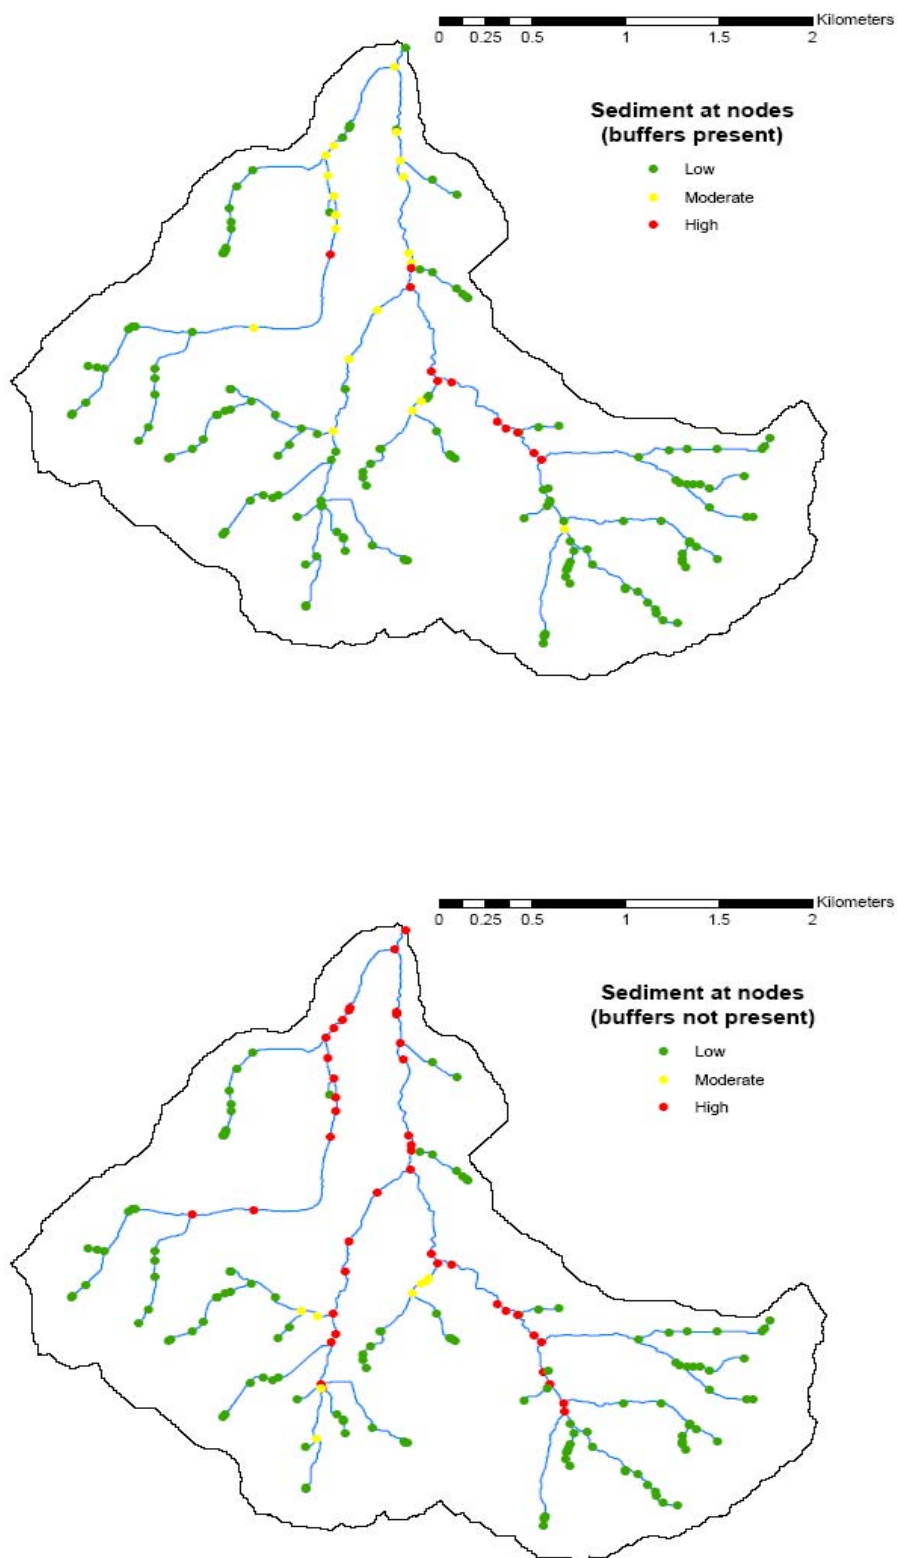 Kilometers
0 0.25 0.5 1 1.5 2
Sediment at nodes
(buffers present)
Low
Moderate
High
Kilometers
0 0.25 0.5 1 1.5 2
Sediment at nodes
(buffers not present)
Low
Moderate
High